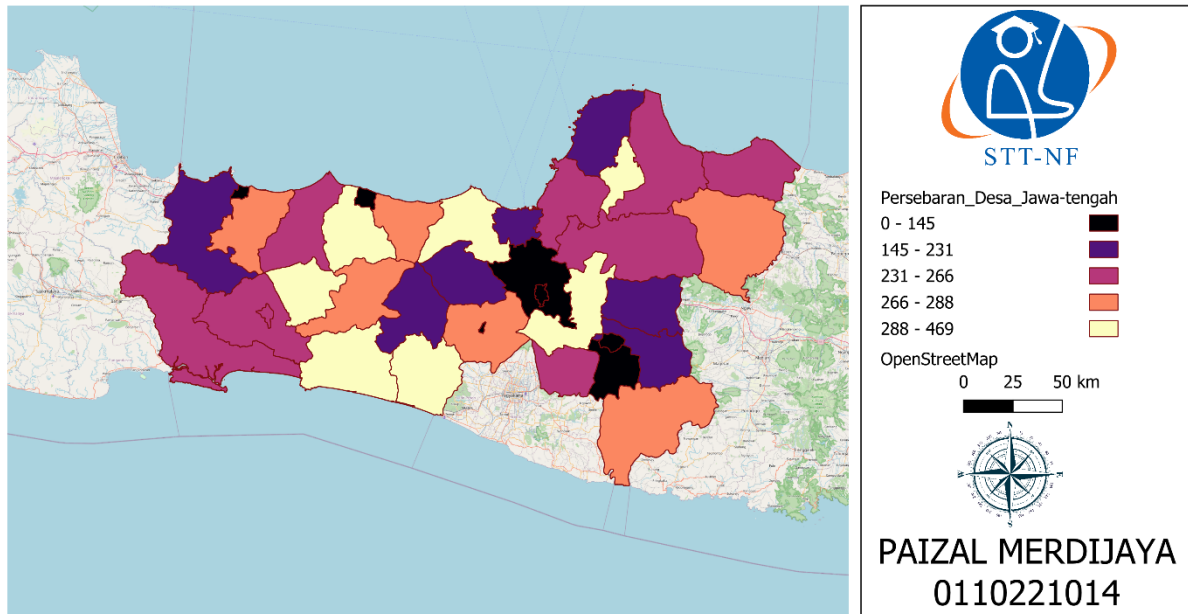 STT-NF
Persebaran_Desa_Jawa-tengah
0 - 145
145 - 231
231 - 266
266 - 288
288 - 469
OpenStreetMap
0 25 50 km
N
W E
S
PAIZAL MERDIJAYA
0110221014